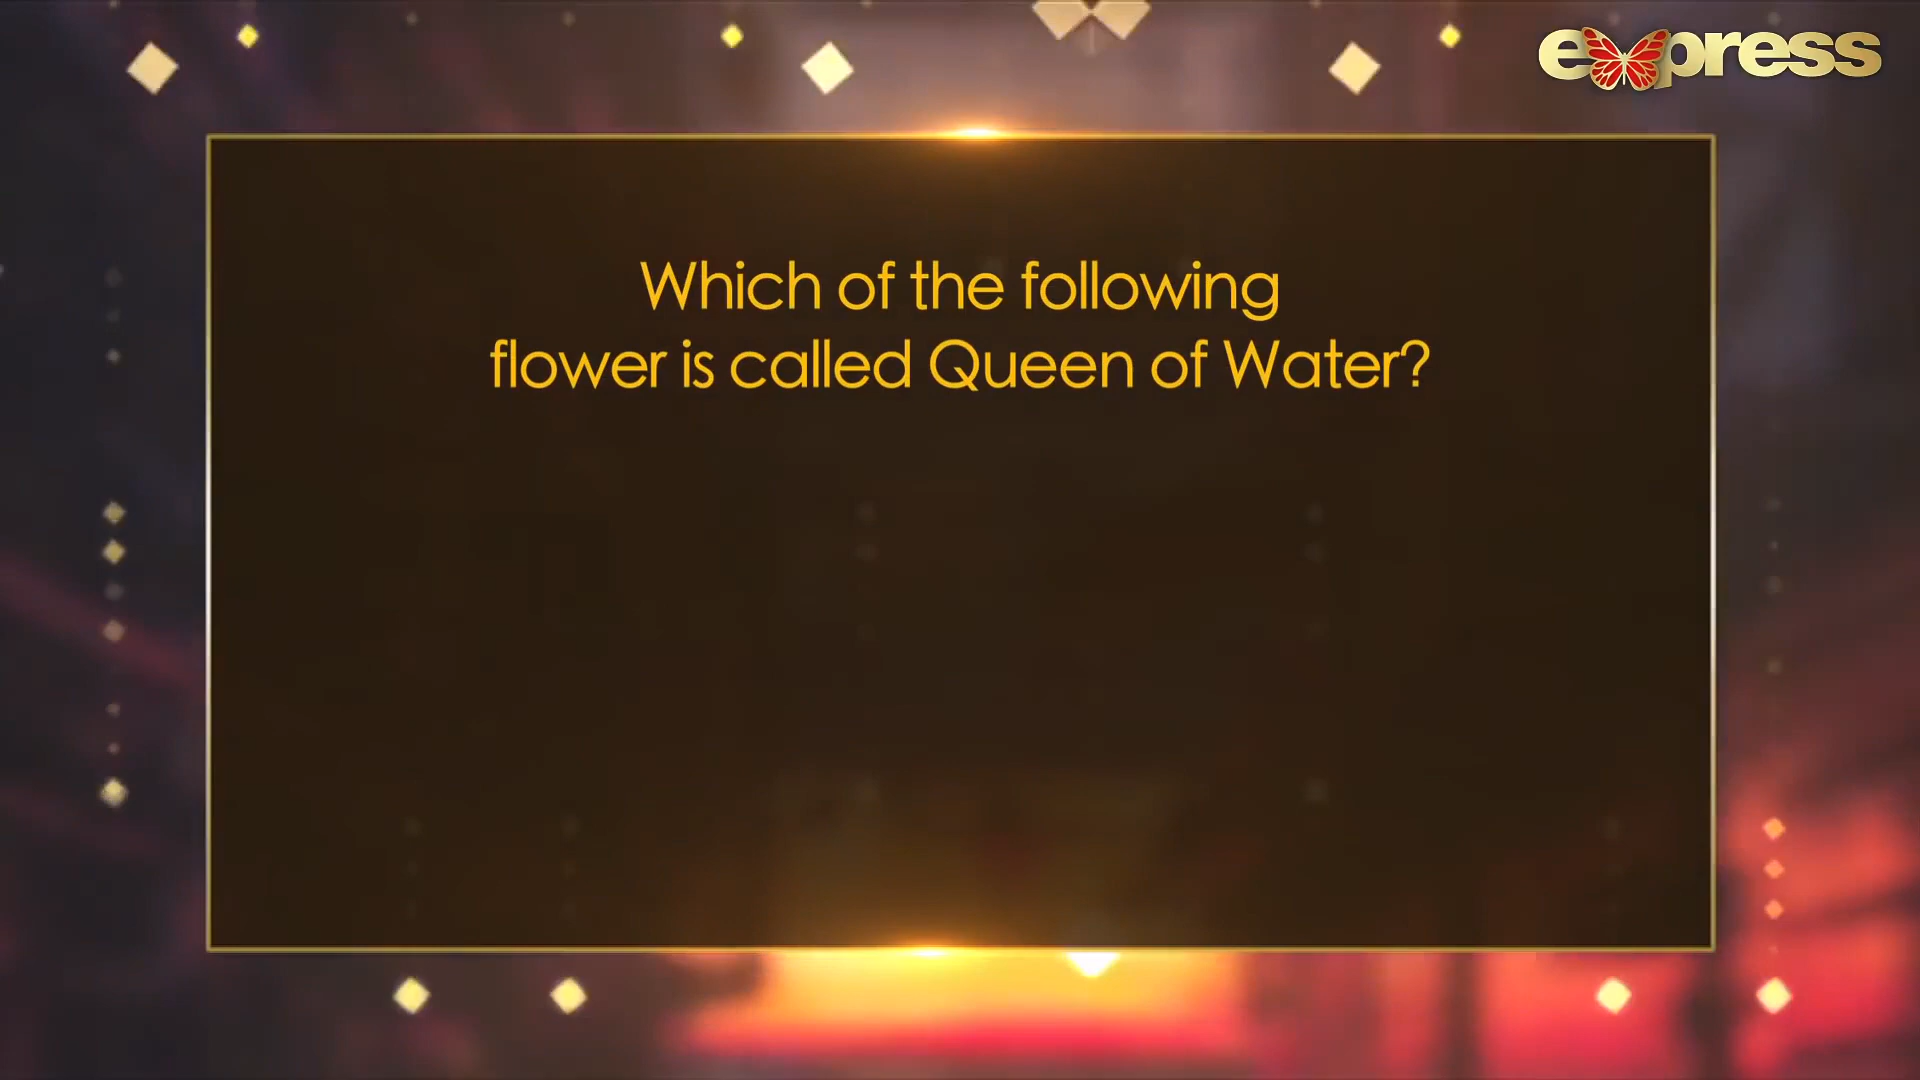 express
Which of the following
flower is called Queen of Water?